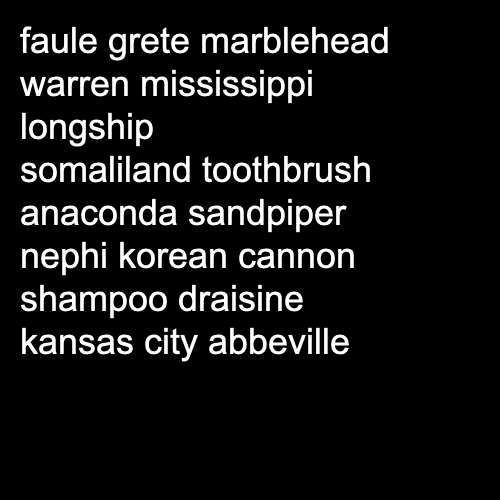 faule grete marblehead
warren mississippi
longship
somaliland toothbrush
anaconda sandpiper
nephi korean cannon
shampoo draisine
kansas city abbeville